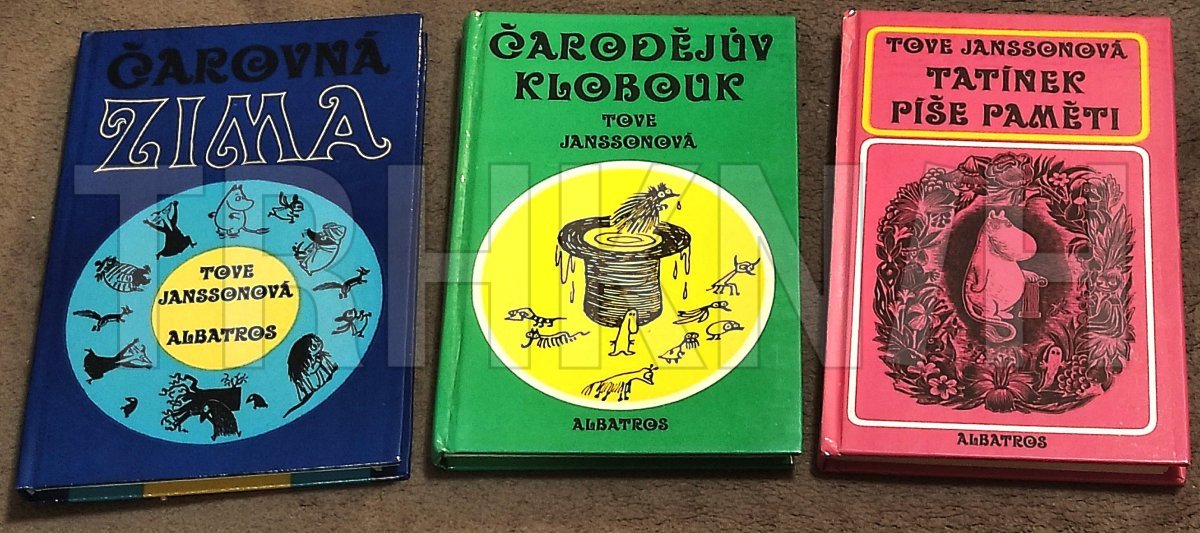 ČAROVNÁ
ZIMA
TOVE
JANSSONOVÁ
ALBATROS
ČARODĚJŮV
KLOBOUK
TOVE
JANSSONOVÁ
ALBATROS
TOVE JANSSONOVÁ
TATÍNEK
PÍŠE PAMĚTI
ALBATROS